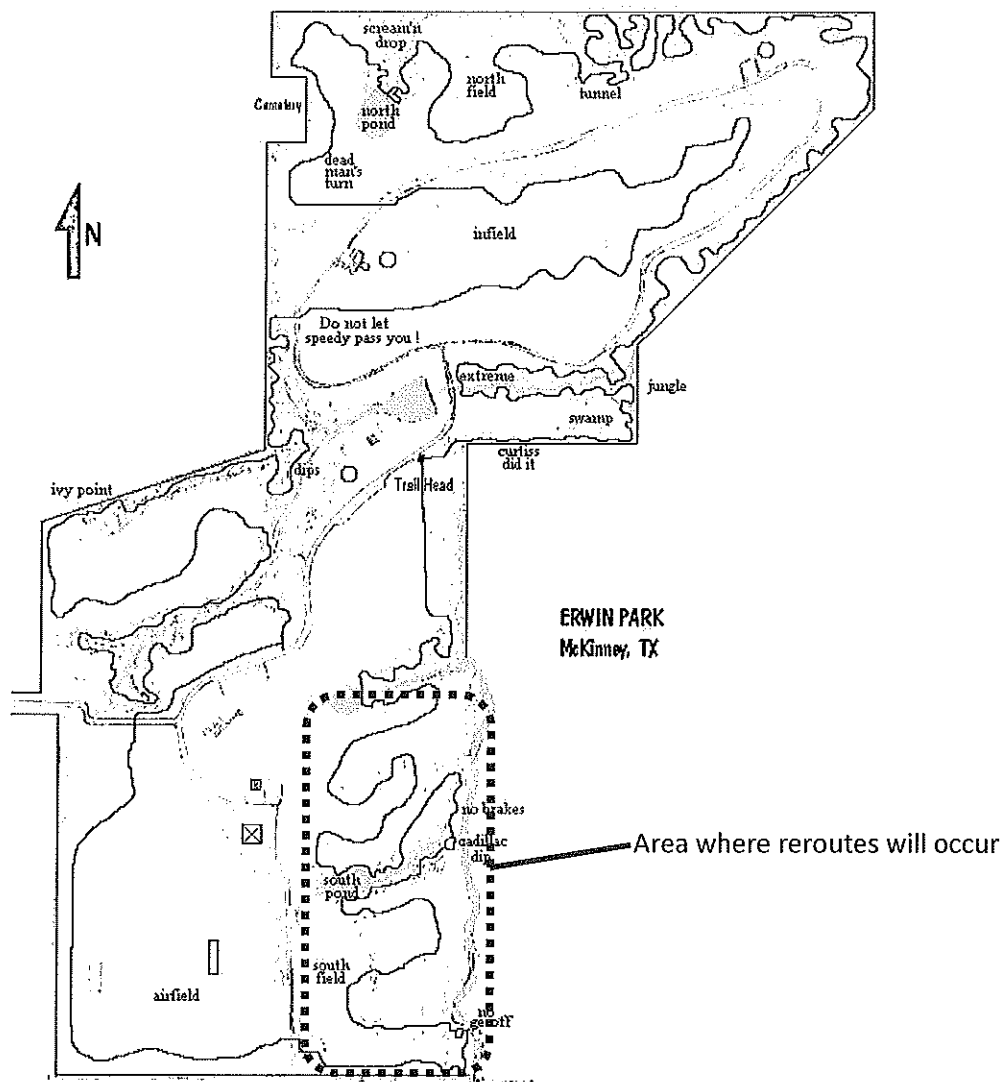 scream'n
drop
north
field
tunnel
Cemetery
north
pond
dead
man's
turn
N
infield
Do not let
speedy pass you !
extreme
jungle
swamp
curtiss
did it
dips
Trail Head
ivy point
ERWIN PARK
McKinney, TX
no brakes
cadillac
dip
Area where reroutes will occur
south
pond
south
field
airfield
no
getoff